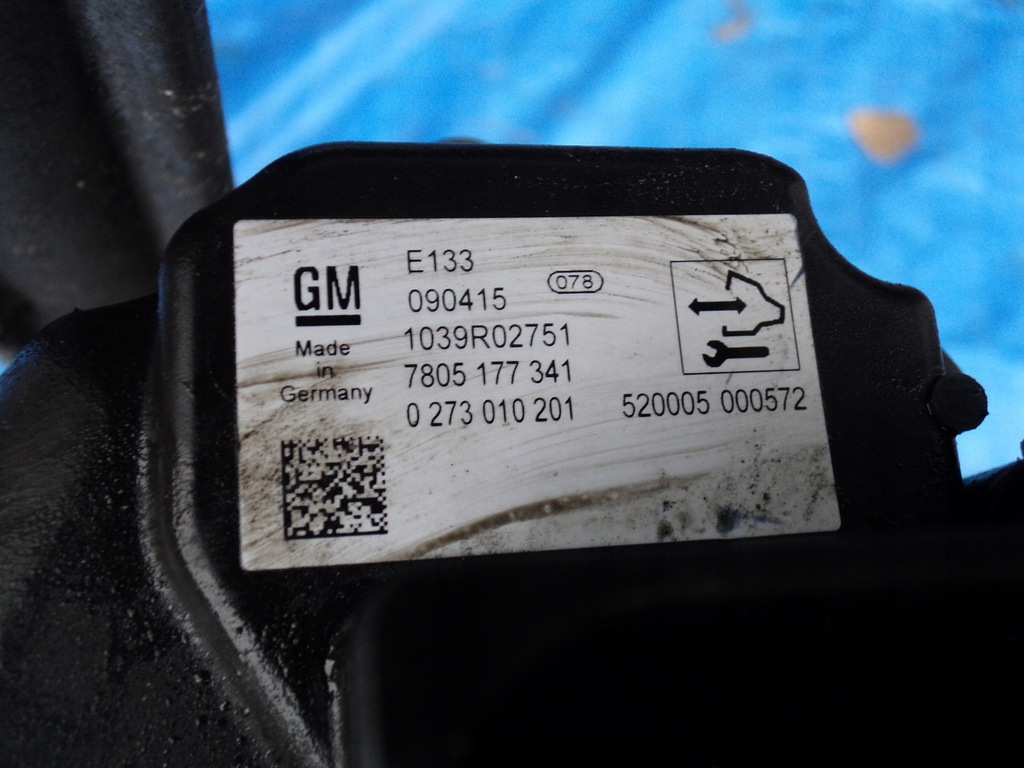 GM
Made
in
Germany
E133
090415
078
1039R02751
7805 177 341
0 273 010 201
520005 000572